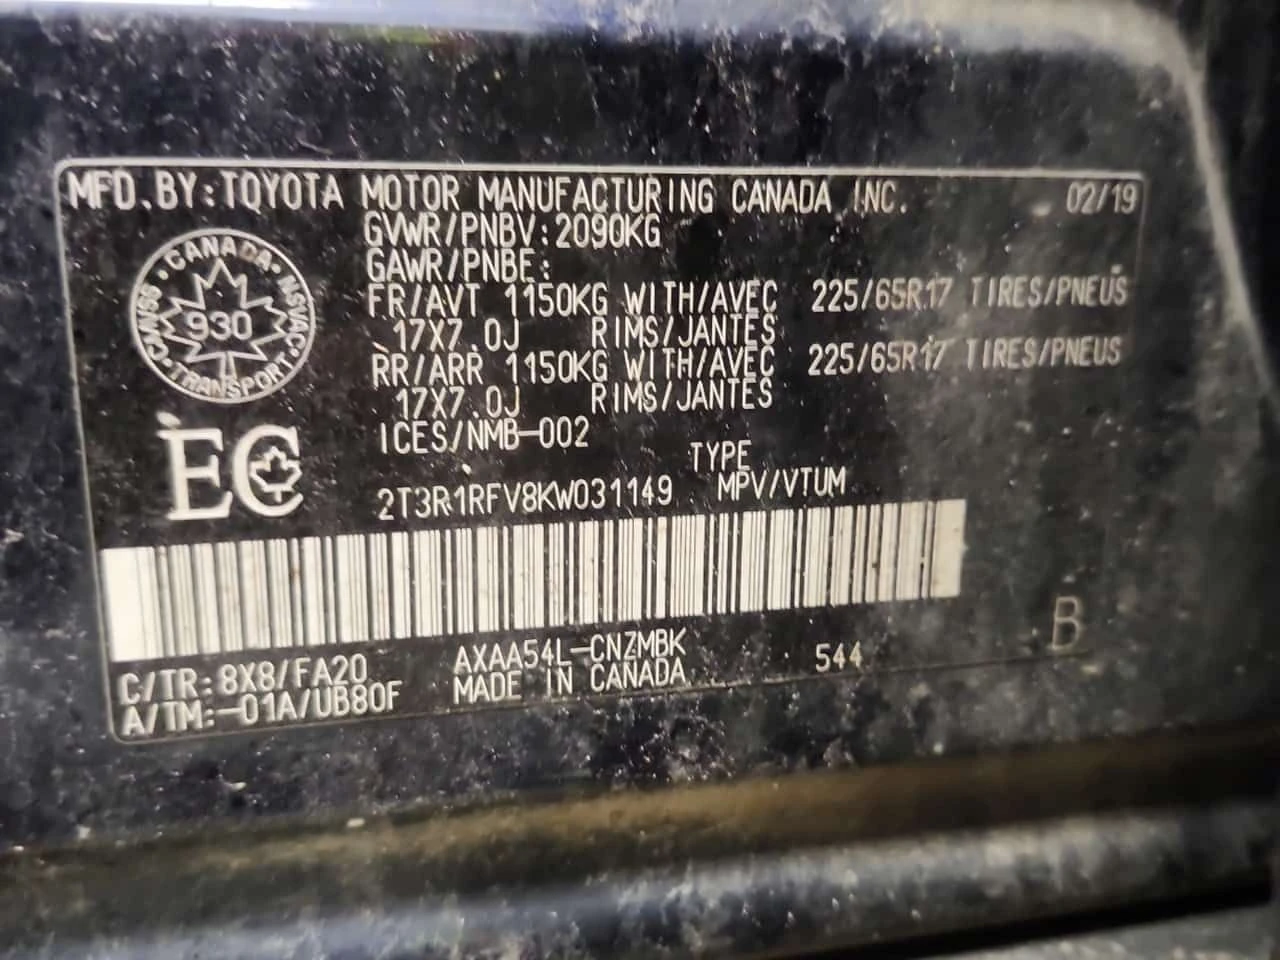 MFD. BY: TOYOTA MOTOR MANUFACTURING CANADA INC. 02/19
GVWR/PNBV: 2090KG
GAWR/PNBE:
FR/AVT 1150KG WITH/AVEC 225/65R17 TIRES/PNEUS
17X7.0J RIMS/JANTES
RR/ARR 1150KG WITH/AVEC 225/65R17 TIRES/PNEUS
17X7.0J RIMS/JANTES
ICES/NMB-002
CANADA · NSVAC · TRANSPORT · CMVSS ·
930
EC
TYPE
2T3R1RFV8KW031149 MPV/VTUM
B
C/TR: 8X8/FA20 AXAA54L-CNZMBK 544
A/TM: -01A/UB80F MADE IN CANADA